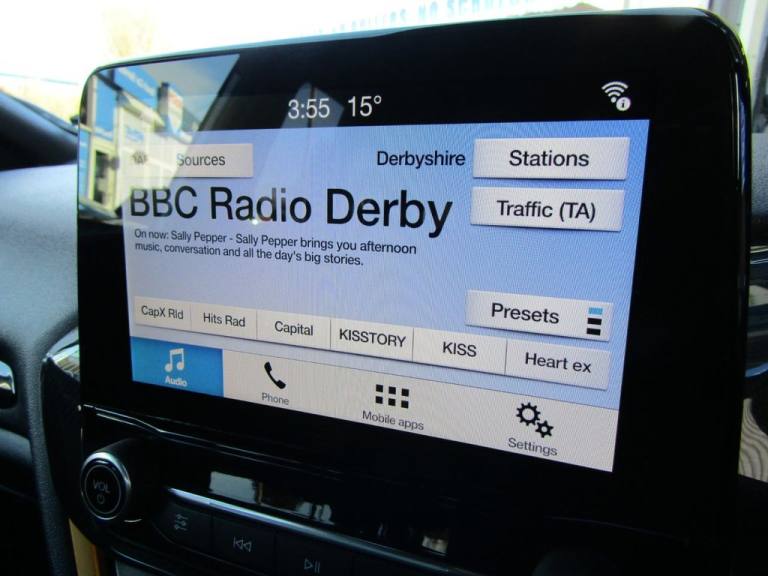 3:55 15°
Sources
Derbyshire
Stations
BBC Radio Derby
Traffic (TA)
On now: Sally Pepper - Sally Pepper brings you afternoon
music, conversation and all the day's big stories.
Presets
CapX Rld
Hits Rad
Capital
KISSTORY
KISS
Heart ex
Audio
Phone
Mobile apps
Settings
VOL